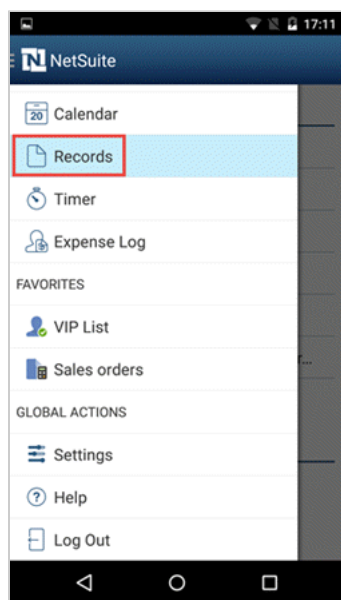 17:11
N NetSuite
20 Calendar
Records
Timer
Expense Log
FAVORITES
VIP List
r...
Sales orders
GLOBAL ACTIONS
Settings
? Help
Log Out